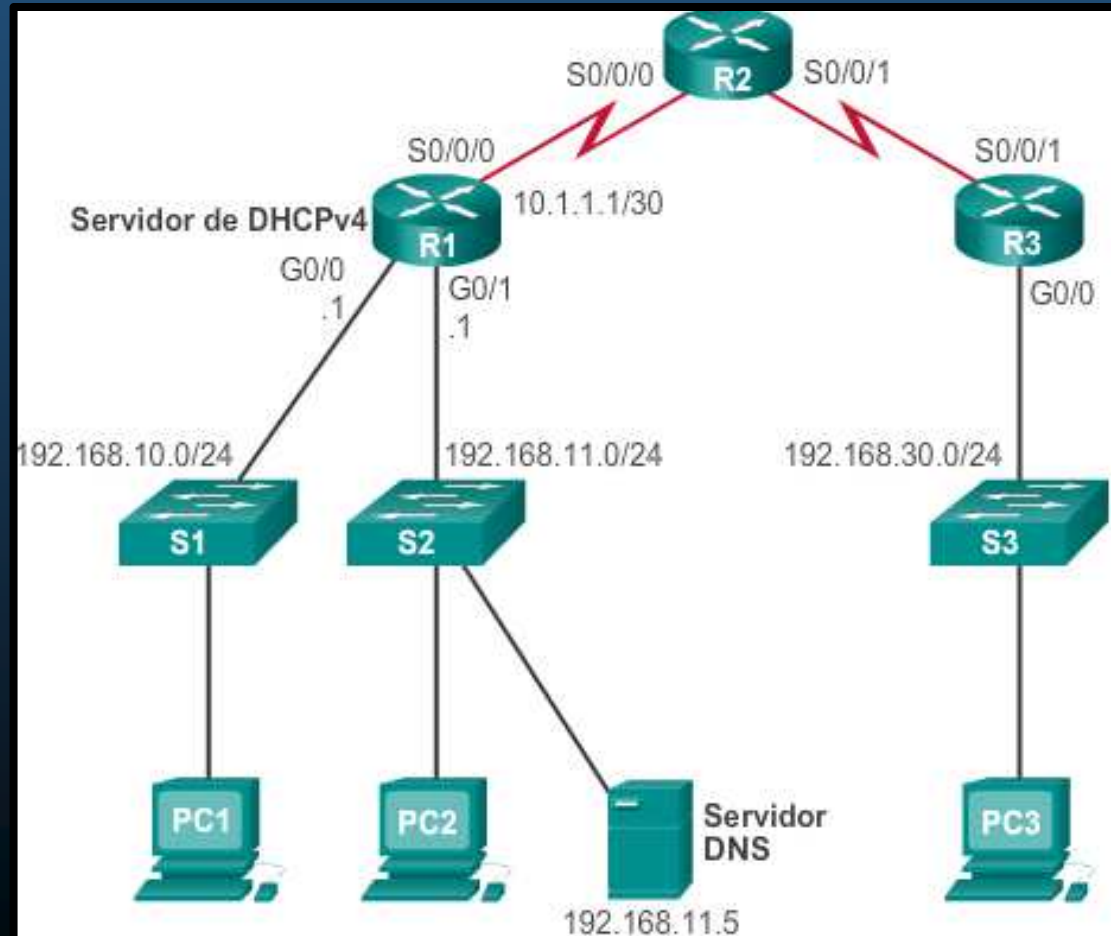 R2
S0/0/0
S0/0/1
S0/0/0
S0/0/1
10.1.1.1/30
Servidor de DHCPv4
R1
R3
G0/0
.1
G0/1
.1
G0/0
192.168.10.0/24
192.168.11.0/24
192.168.30.0/24
S1
S2
S3
PC1
PC2
Servidor
DNS
PC3
192.168.11.5